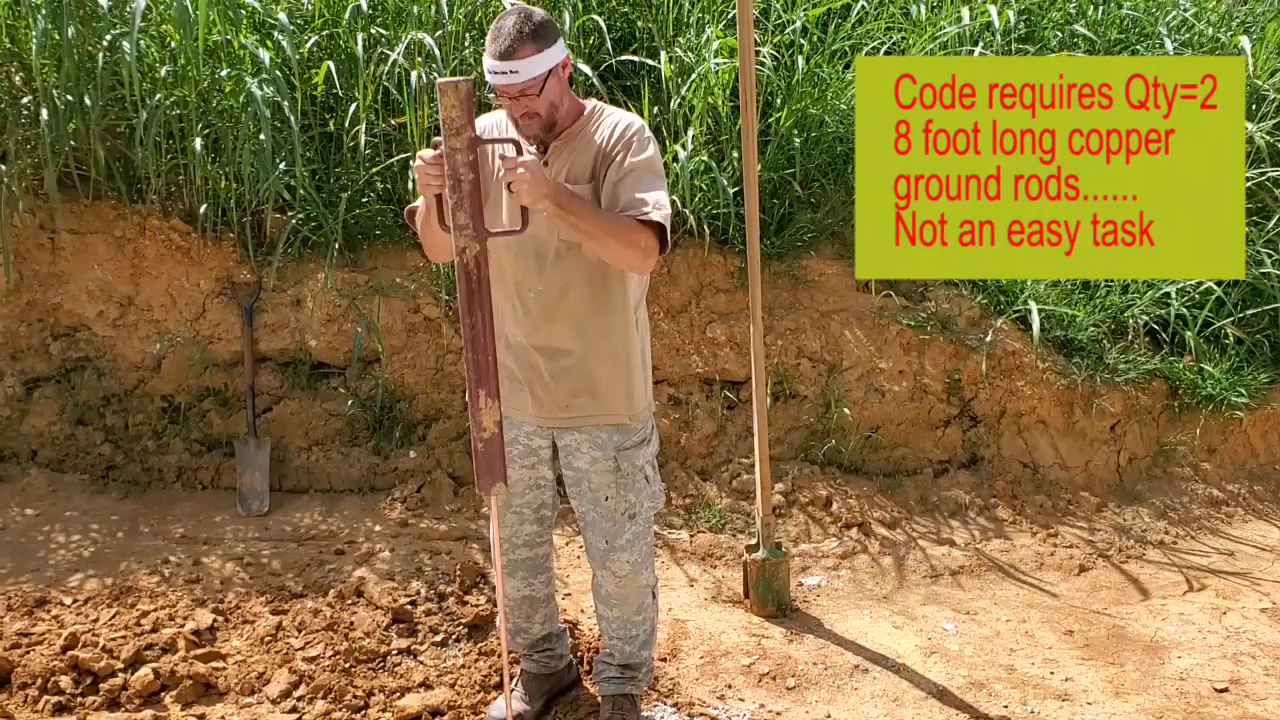 Code requires Qty=2
8 foot long copper
ground rods......
Not an easy task